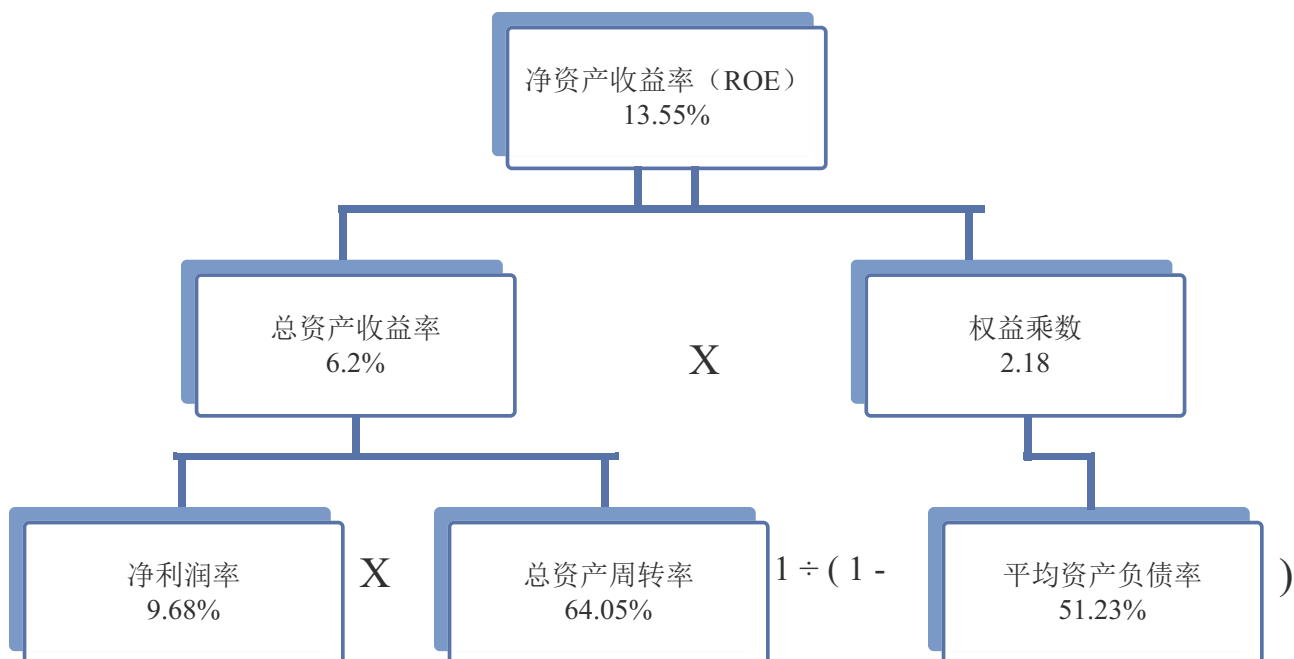 净资产收益率（ROE）
13.55%
总资产收益率
6.2%
X
权益乘数
2.18
净利润率
9.68%
X
总资产周转率
64.05%
1 ÷ ( 1 -
平均资产负债率
51.23%
)